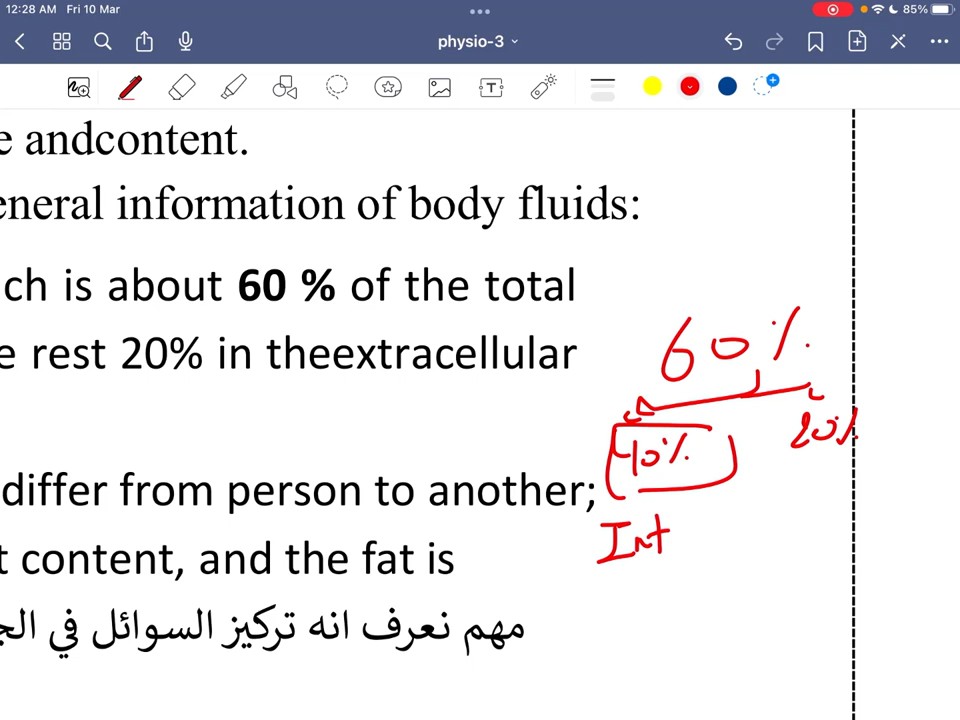 12:28 AM Fri 10 Mar
85%
physio-3
T
e andcontent.
eneral information of body fluids:
ch is about 60 % of the total
e rest 20% in theextracellular
60%
40%
20%
differ from person to another;
Int
t content, and the fat is
مهم نعرف انه تركيز السوائل في الج